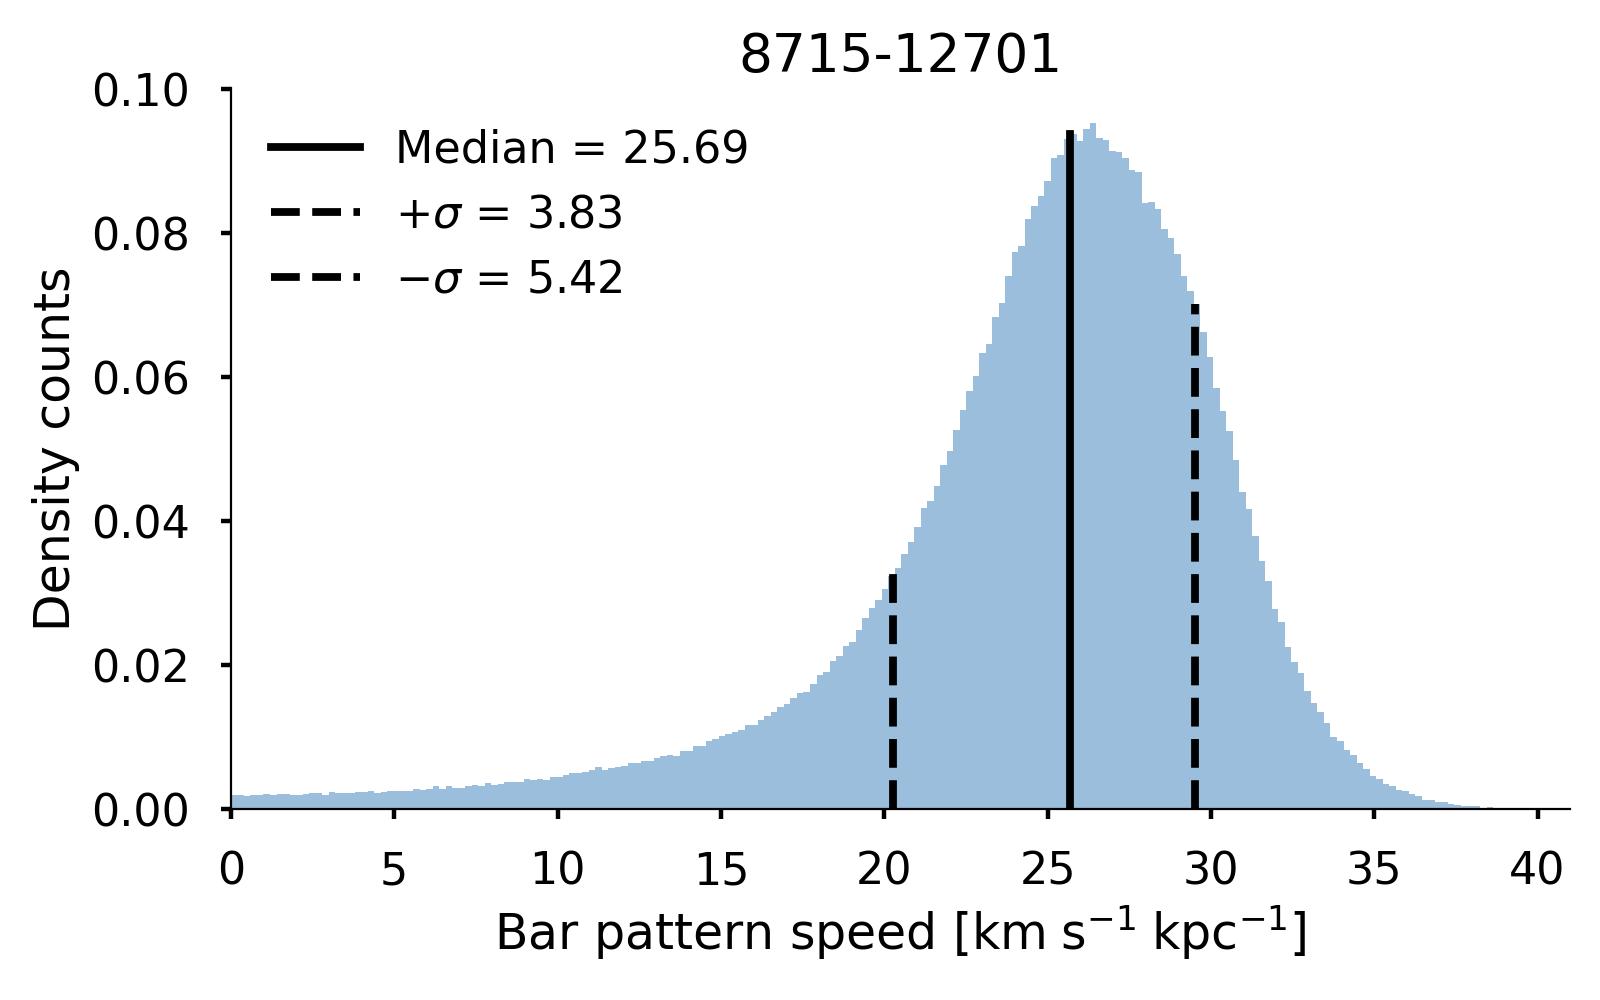 8715-12701
Median = 25.69
+σ = 3.83
−σ = 5.42
Density counts
0.10
0.08
0.06
0.04
0.02
0.00
0 5 10 15 20 25 30 35 40
Bar pattern speed [km s⁻¹ kpc⁻¹]